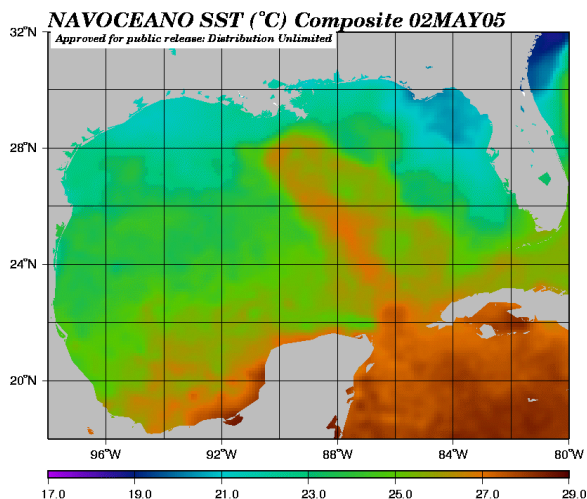 NAVOCEANO SST (°C) Composite 02MAY05
Approved for public release: Distribution Unlimited
32°N
28°N
24°N
20°N
96°W 92°W 88°W 84°W 80°W
17.0 19.0 21.0 23.0 25.0 27.0 29.0